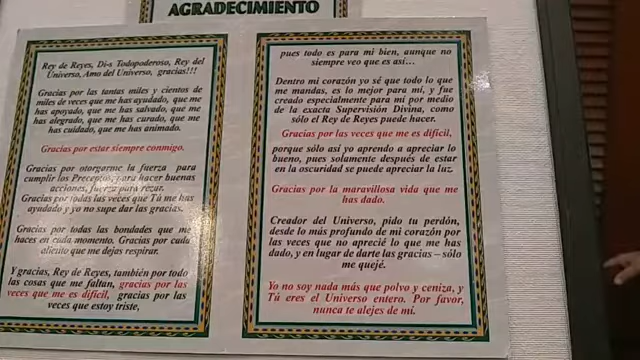 AGRADECIMIENTO
Rey de Reyes, Di-s Todopoderoso, Rey del
Universo, Amo del Universo, gracias!!!
Gracias por las tantas miles y cientos de
miles de veces que me has ayudado, que me
has apoyado, que me has salvado, que me
has alegrado, que me has curado, que me
has cuidado, que me has animado.
Gracias por estar siempre conmigo.
Gracias por otorgarme la fuerza para
cumplir los Preceptos, para hacer buenas
acciones, fuerza para rezar.
Gracias por todas las veces que Tú me has
ayudado y yo no supe dar las gracias.
Gracias por todas las bondades que me
haces en cada momento. Gracias por cada
aliento que me dejas respirar.
Y gracias, Rey de Reyes, también por todo
las cosas que me faltan, gracias por las
veces que me es difícil, gracias por las
veces que estoy triste,
pues todo es para mi bien, aunque no
siempre veo que es así…
Dentro mi corazón yo sé que todo lo que
me mandas, es lo mejor para mí, y fue
creado especialmente para mí por medio
de la exacta Supervisión Divina, como
sólo el Rey de Reyes puede hacer.
Gracias por las veces que me es difícil,
porque sólo así yo aprendo a apreciar lo
bueno, pues solamente después de estar
en la oscuridad se puede apreciar la luz.
Gracias por la maravillosa vida que me
has dado.
Creador del Universo, pido tu perdón,
desde lo más profundo de mi corazón por
las veces que no aprecié lo que me has
dado, y en lugar de darte las gracias – sólo
me quejé.
Yo no soy nada más que polvo y ceniza, y
Tú eres el Universo entero. Por favor,
nunca te alejes de mí.